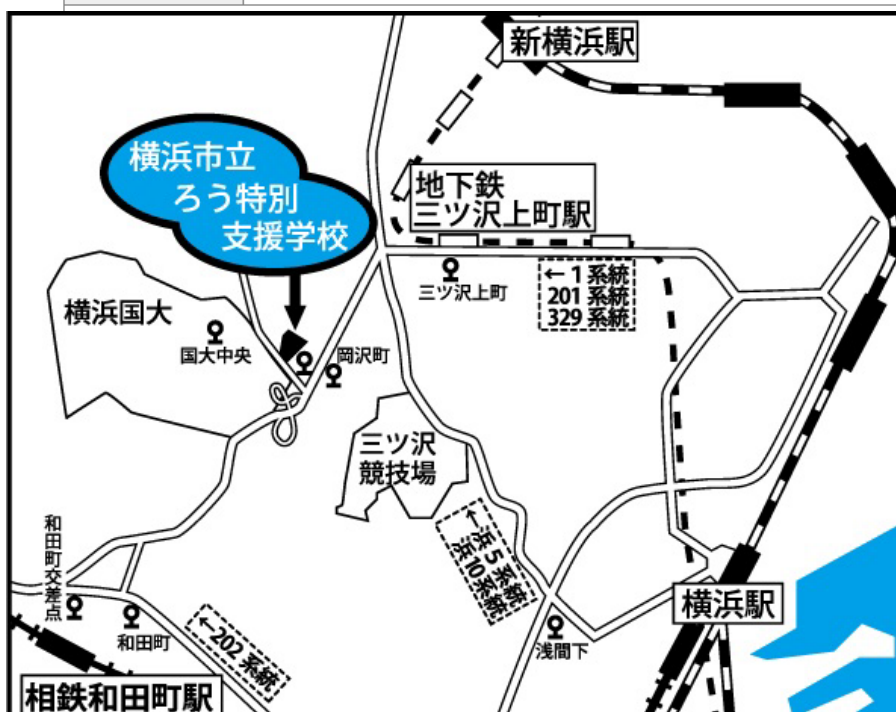 新横浜駅
横浜市立
ろう特別
支援学校
地下鉄
三ツ沢上町駅
三ツ沢上町
←1系統
201系統
329系統
横浜国大
国大中央
岡沢町
三ツ沢
競技場
←浜5系統
浜10系統
和田町交差点
和田町
←202系統
浅間下
横浜駅
相鉄和田町駅